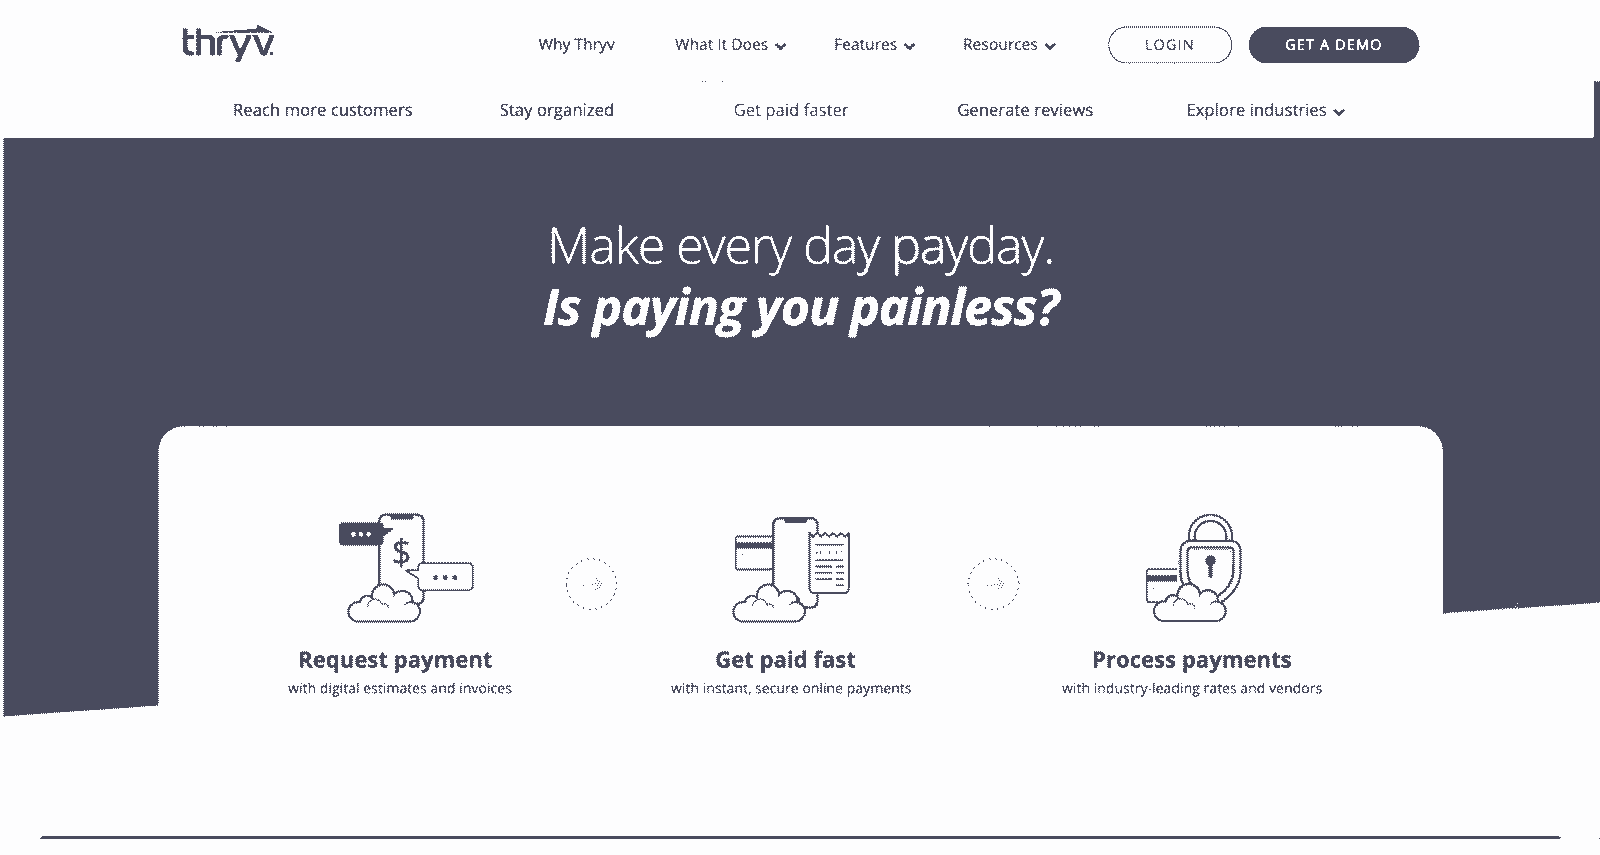 thryv
Why Thryv
What It Does
Features
Resources
LOGIN
GET A DEMO
Reach more customers
Stay organized
Get paid faster
Generate reviews
Explore industries
Make every day payday.
Is paying you painless?
$
Request payment
with digital estimates and invoices
Get paid fast
with instant, secure online payments
Process payments
with industry-leading rates and vendors